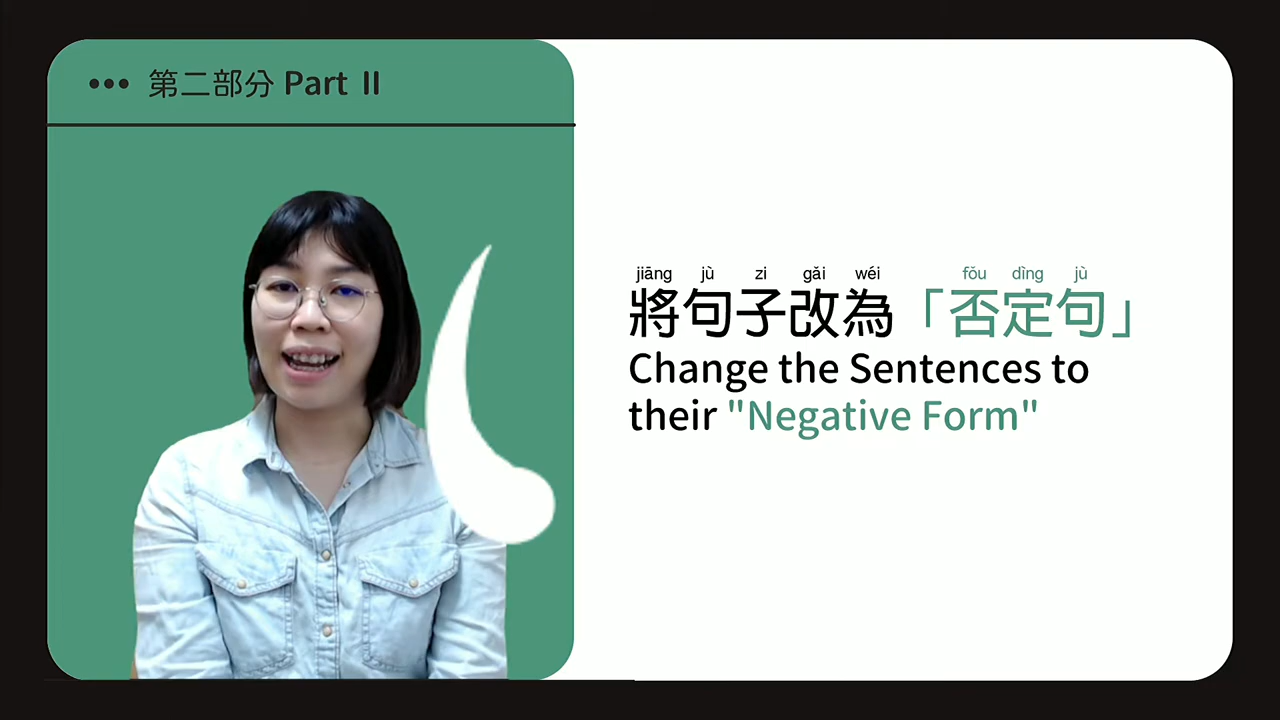 ••• 第二部分 Part II
jiāng jù zi gǎi wéi fǒu dìng jù
將句子改為「否定句」
Change the Sentences to
their "Negative Form"